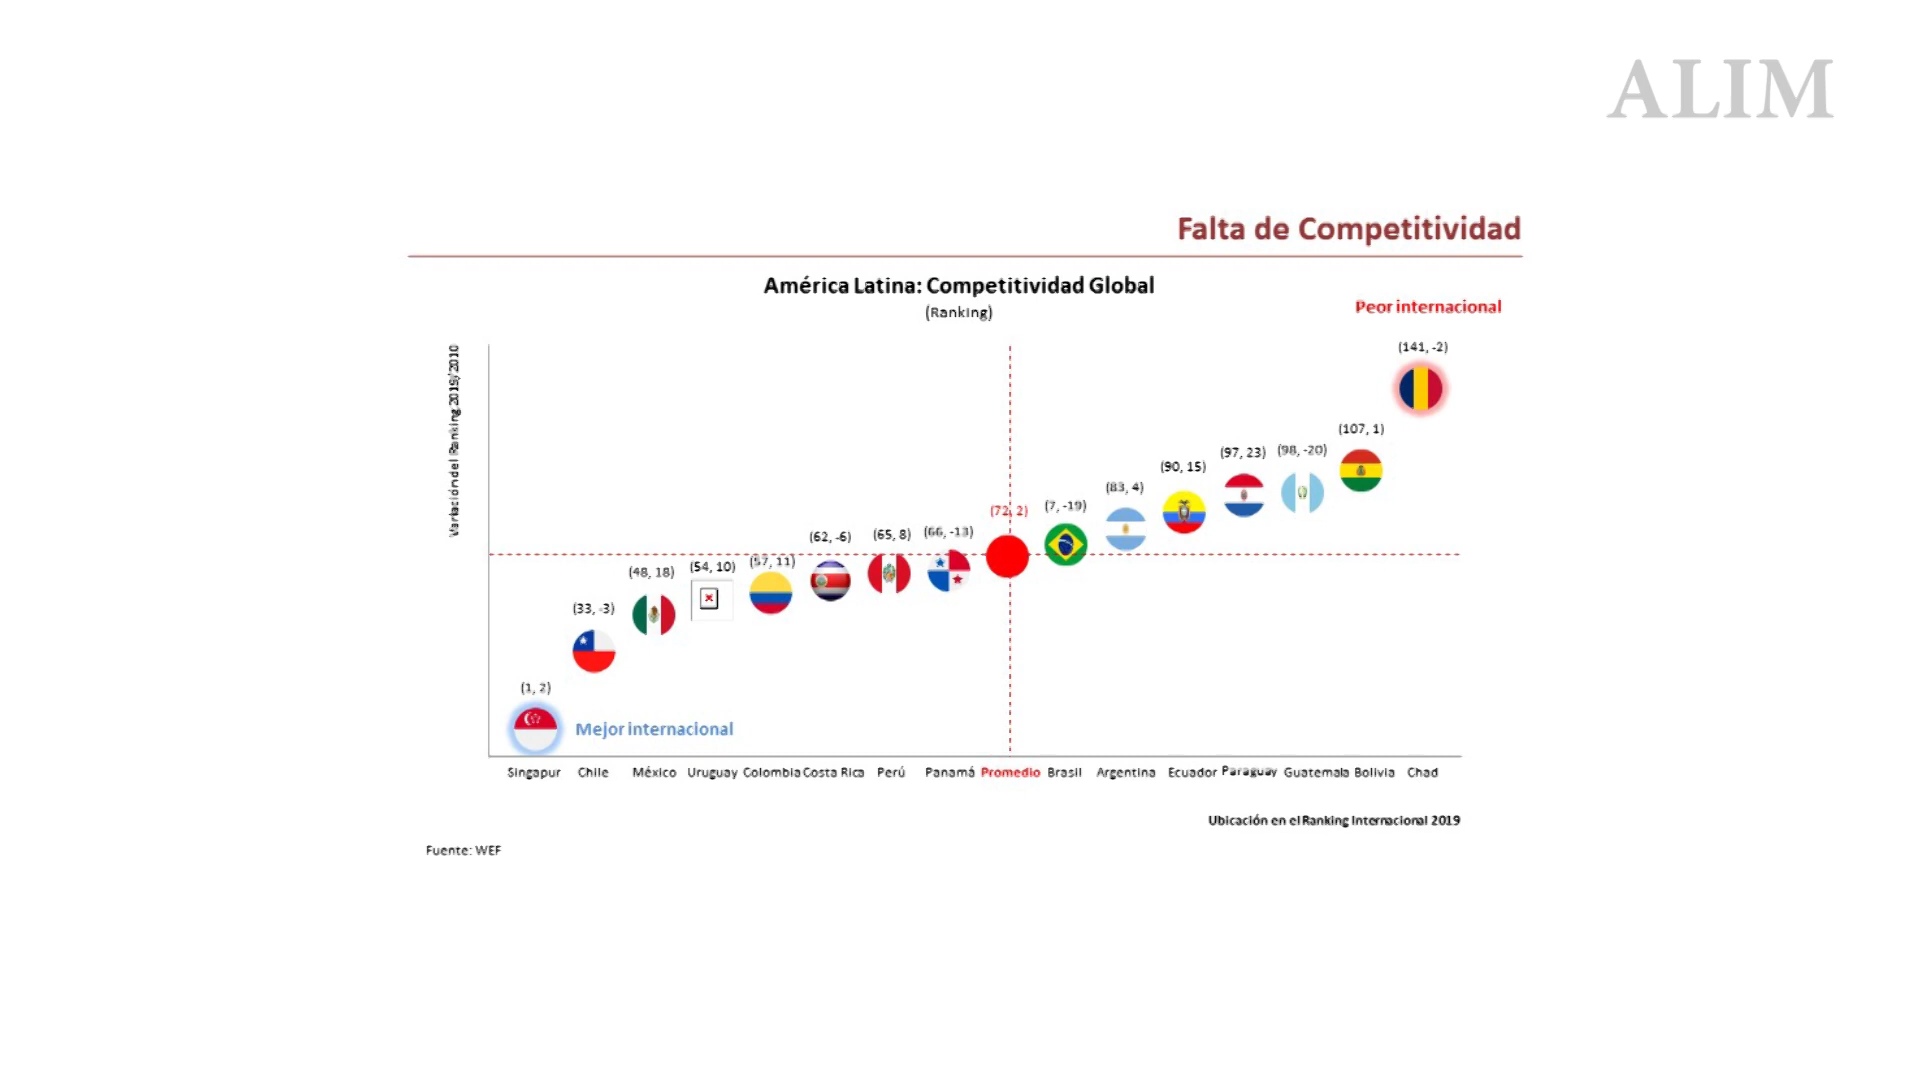 ALIM
Falta de Competitividad
América Latina: Competitividad Global
(Ranking)
Peor internacional
Variación del Ranking 2019/2010
(141, -2)
(107, 1)
(97, 23)
(98, -20)
(90, 15)
(83, 4)
(7, -19)
(72, 2)
(66, -13)
(65, 8)
(62, -6)
(57, 11)
(54, 10)
(48, 18)
(33, -3)
(1, 2)
Mejor internacional
Singapur Chile México Uruguay Colombia Costa Rica Perú Panamá Promedio Brasil Argentina Ecuador Paraguay Guatemala Bolivia Chad
Ubicación en el Ranking Internacional 2019
Fuente: WEF